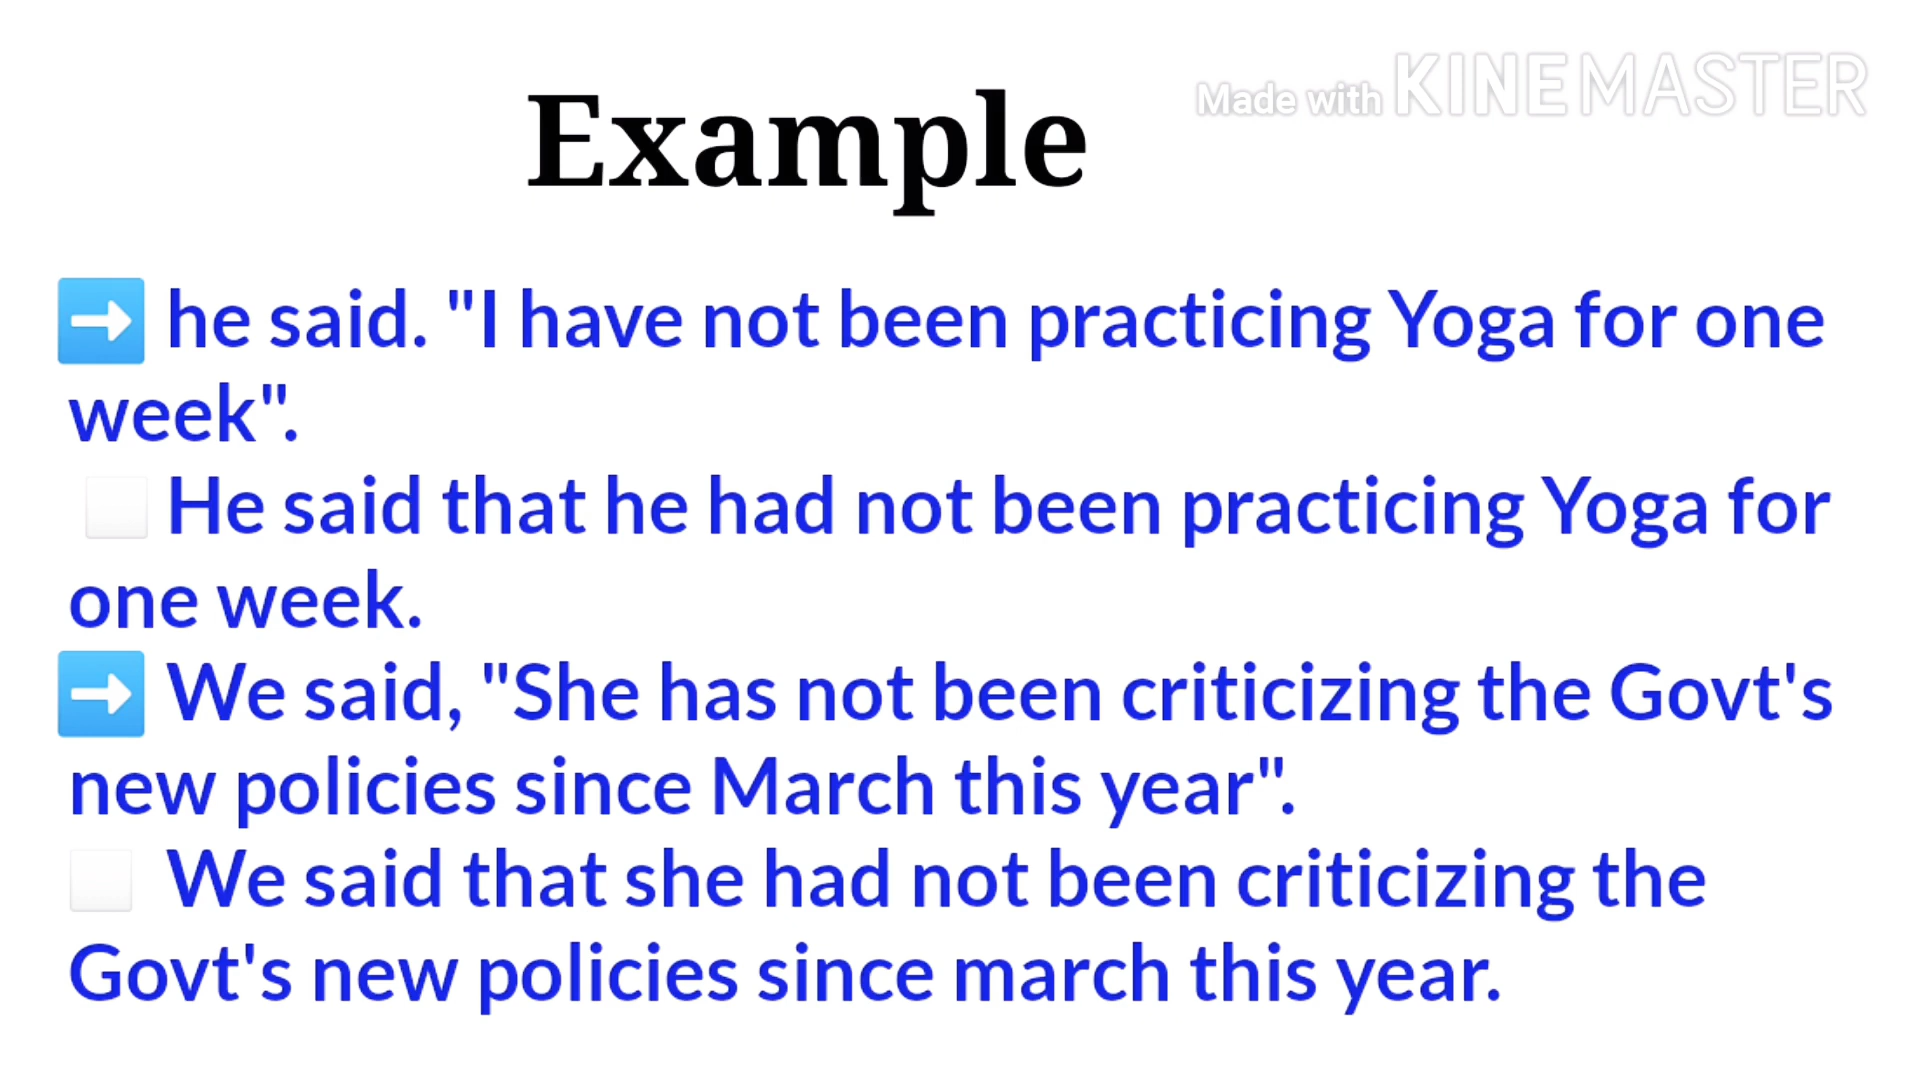 Made with KINEMASTER
Example
➡ he said. "I have not been practicing Yoga for one
week".
He said that he had not been practicing Yoga for
one week.
➡ We said, "She has not been criticizing the Govt's
new policies since March this year".
We said that she had not been criticizing the
Govt's new policies since march this year.